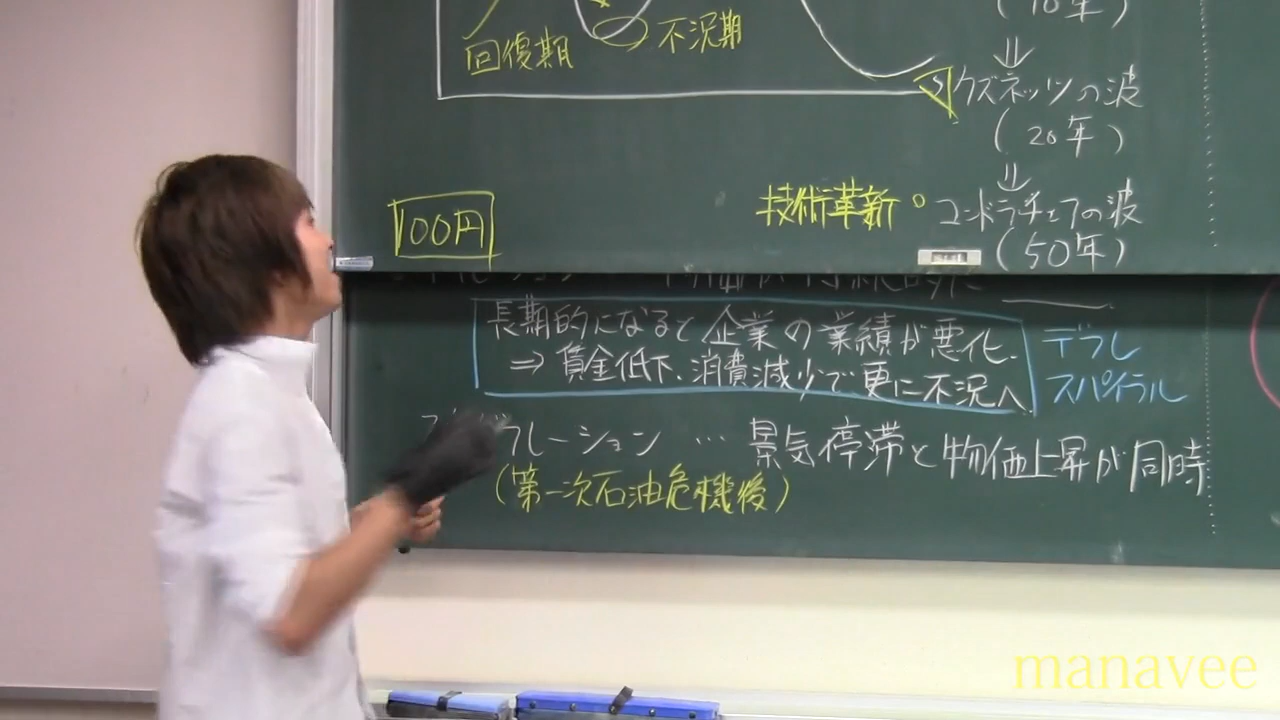 (10年)
⇓
回復期 不況期
クズネッツの波
(20年)
⇓
技術革新 コンドラチェフの波
(50年)
100円
長期的になると企業の業績が悪化.
⇒ 賃金低下、消費減少で更に不況へ
デフレ
スパイラル
フレーション … 景気停滞と物価上昇が同時
(第一次石油危機後)
manavee